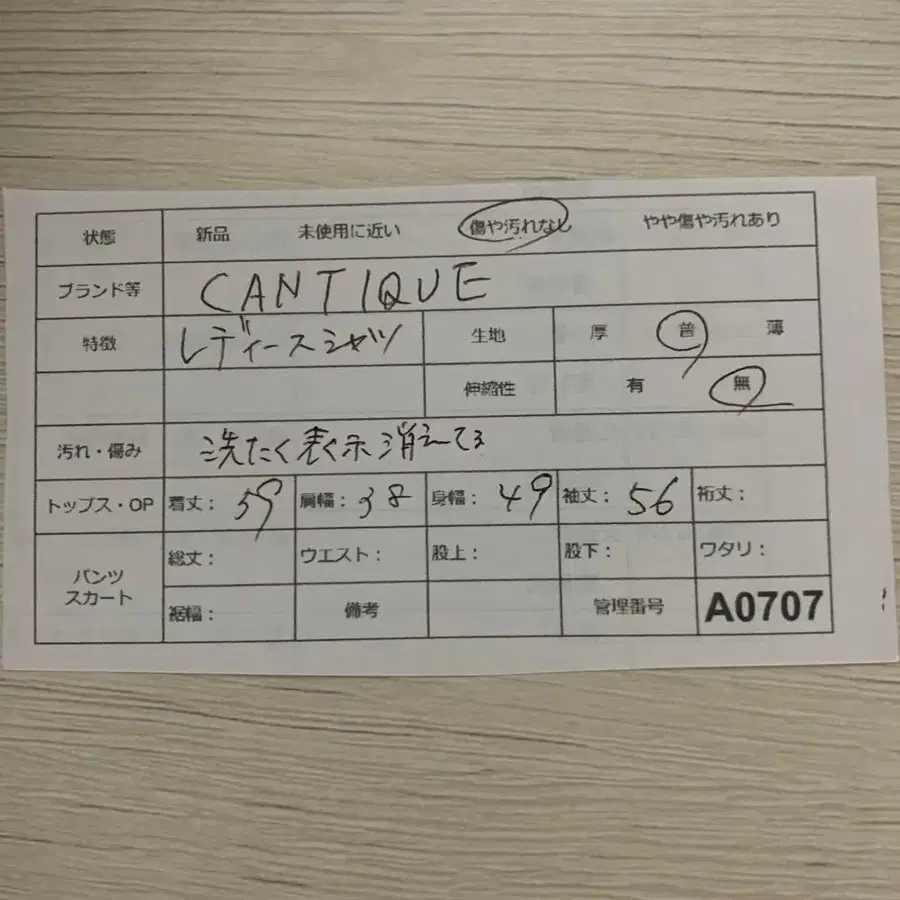 状態 新品 未使用に近い 傷や汚れなし やや傷や汚れあり
ブランド等 CANTIQUE
特徴 レディースシャツ 生地 厚 普 薄
伸縮性 有 無
汚れ・傷み 洗たく表示消えてる
トップス・OP 着丈: 59 肩幅: 38 身幅: 49 袖丈: 56 裄丈:
パンツ スカート 総丈: ウエスト: 股上: 股下: ワタリ:
裾幅: 備考 管理番号 A0707